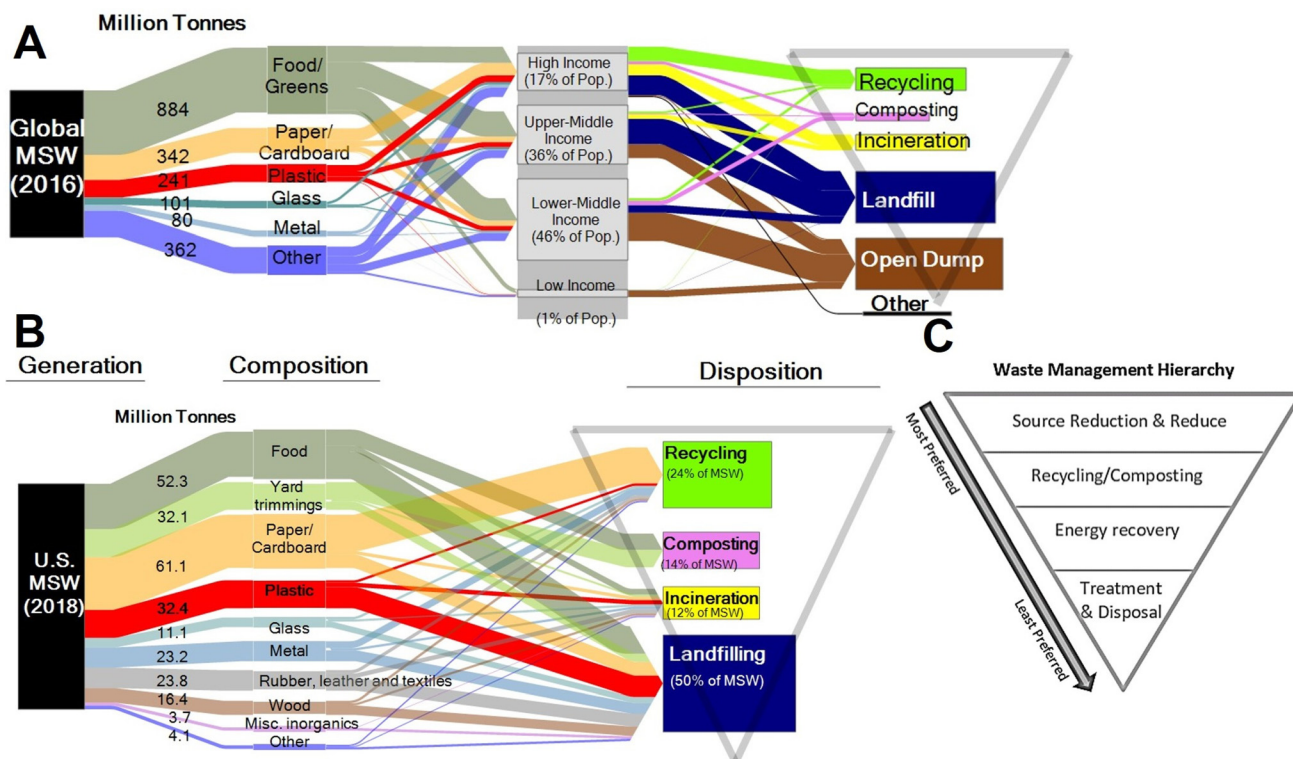 A
Million Tonnes
Global
MSW
(2016)
884
342
241
101
80
362
Food/
Greens
Paper/
Cardboard
Plastic
Glass
Metal
Other
High Income
(17% of Pop.)
Upper-Middle
Income
(36% of Pop.)
Lower-Middle
Income
(46% of Pop.)
Low Income
(1% of Pop.)
Recycling
Composting
Incineration
Landfill
Open Dump
Other
B
Generation
Composition
Disposition
Million Tonnes
U.S.
MSW
(2018)
52.3
32.1
61.1
32.4
11.1
23.2
23.8
16.4
3.7
4.1
Food
Yard
trimmings
Paper/
Cardboard
Plastic
Glass
Metal
Rubber, leather and textiles
Wood
Misc. inorganics
Other
Recycling
(24% of MSW)
Composting
(14% of MSW)
Incineration
(12% of MSW)
Landfilling
(50% of MSW)
C
Waste Management Hierarchy
Most Preferred
Least Preferred
Source Reduction & Reduce
Recycling/Composting
Energy recovery
Treatment
& Disposal